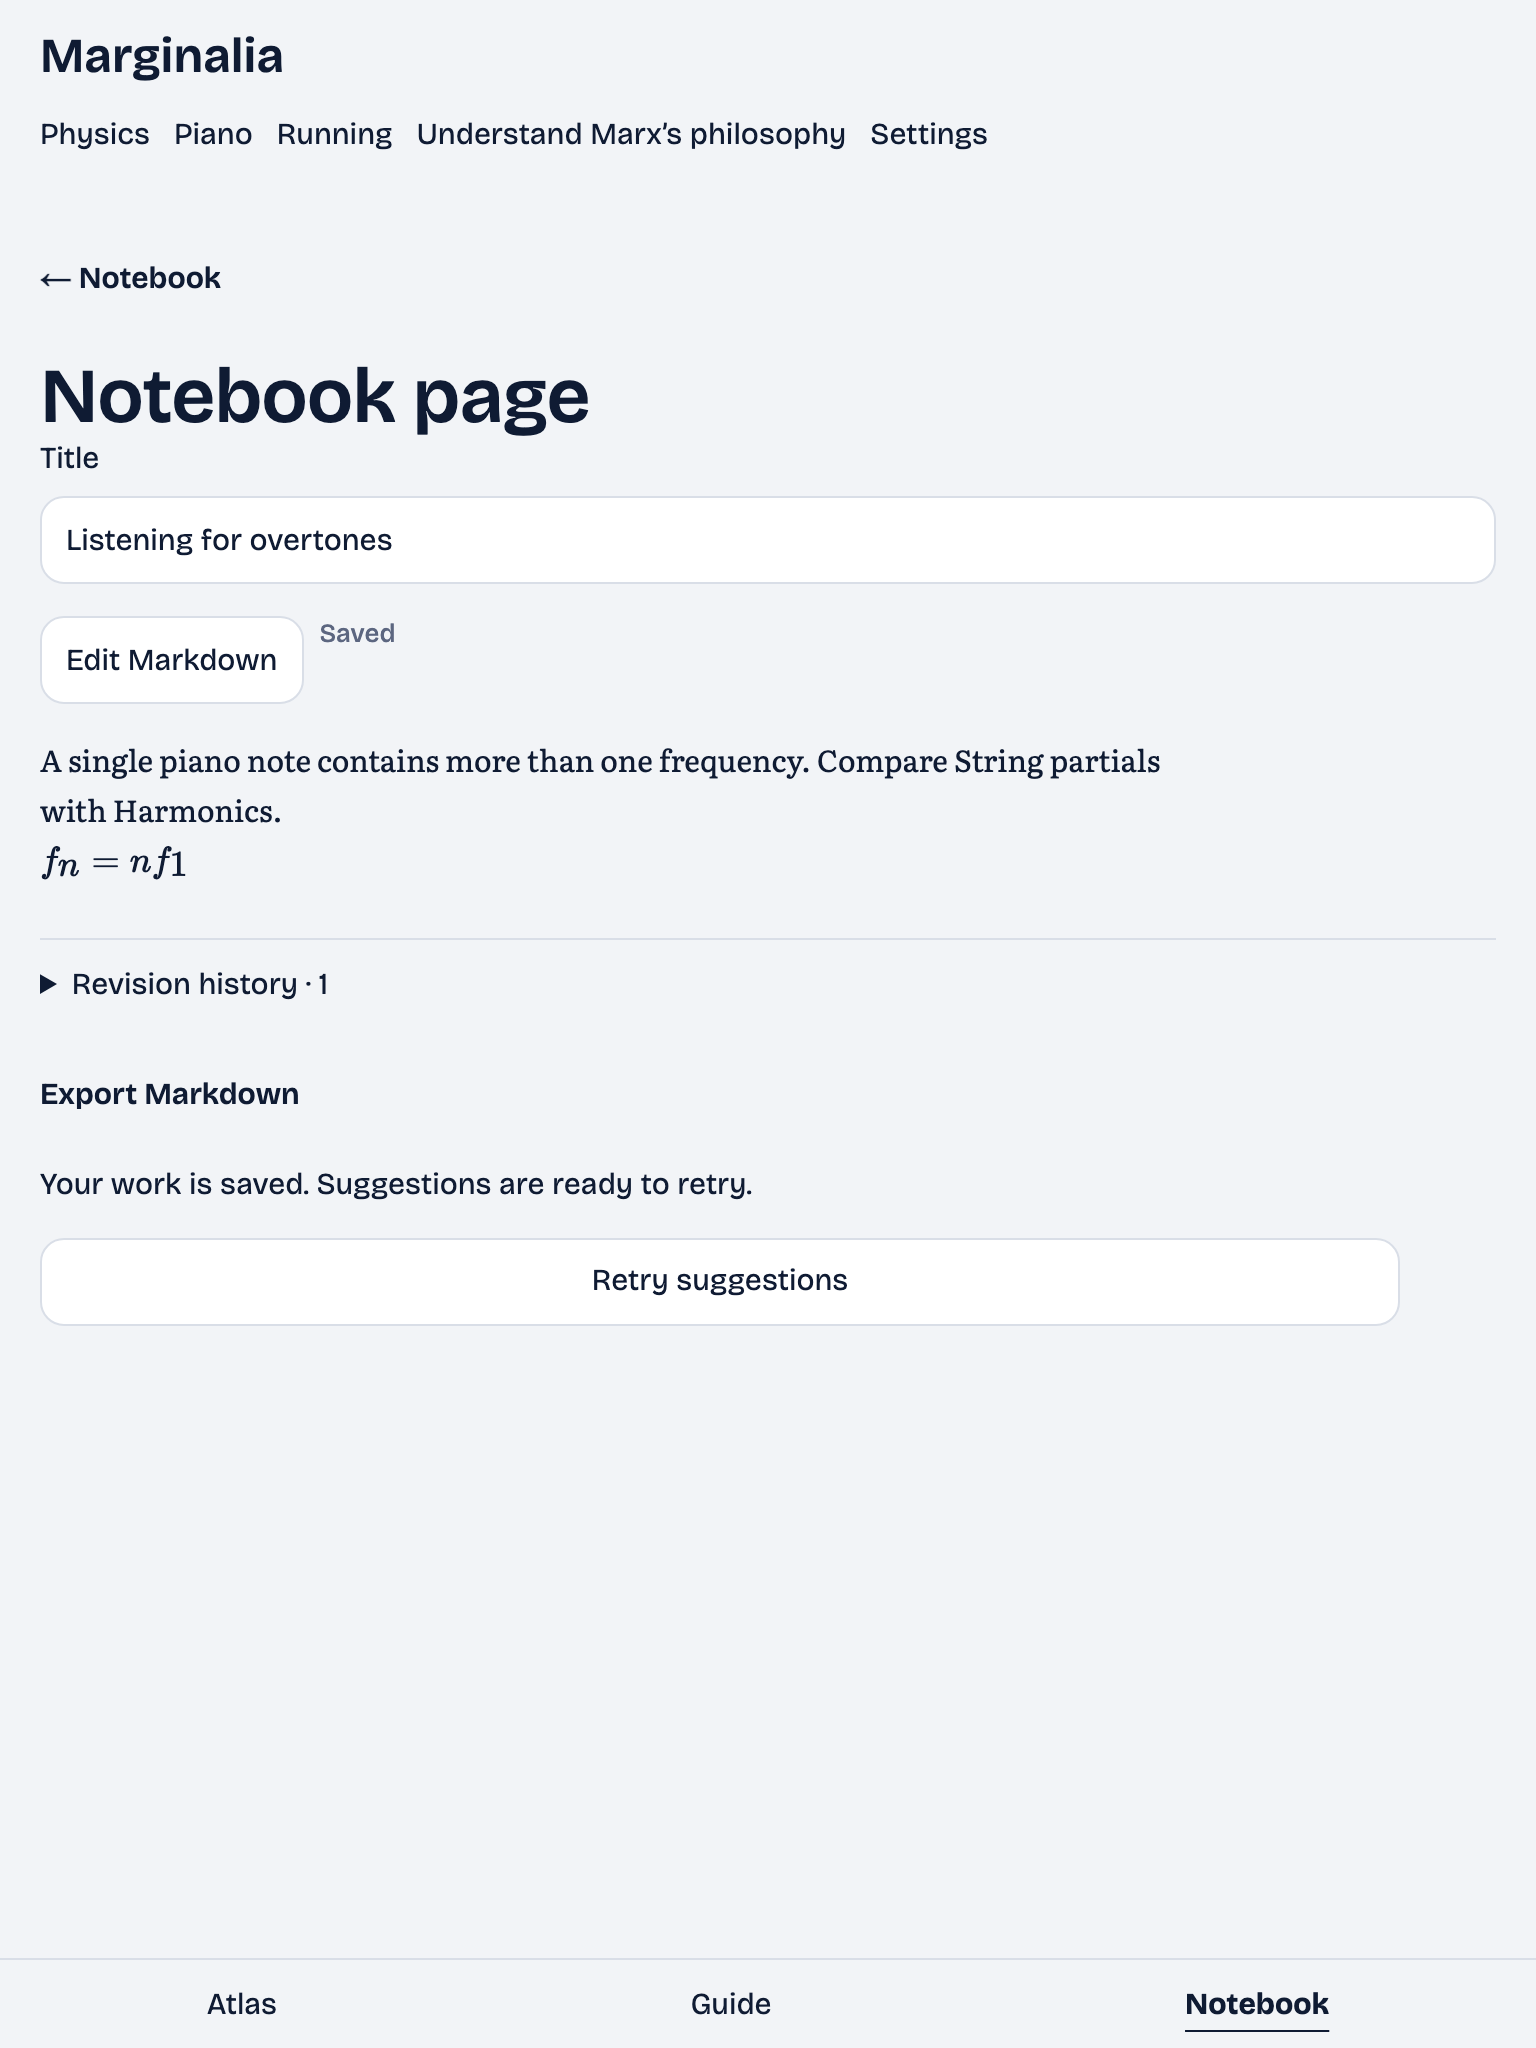 Marginalia
Physics Piano Running Understand Marx’s philosophy Settings
← Notebook
Notebook page
Title
Listening for overtones
Edit Markdown Saved
A single piano note contains more than one frequency. Compare String partials
with Harmonics.
fn = nf1
▶ Revision history · 1
Export Markdown
Your work is saved. Suggestions are ready to retry.
Retry suggestions
Atlas Guide Notebook